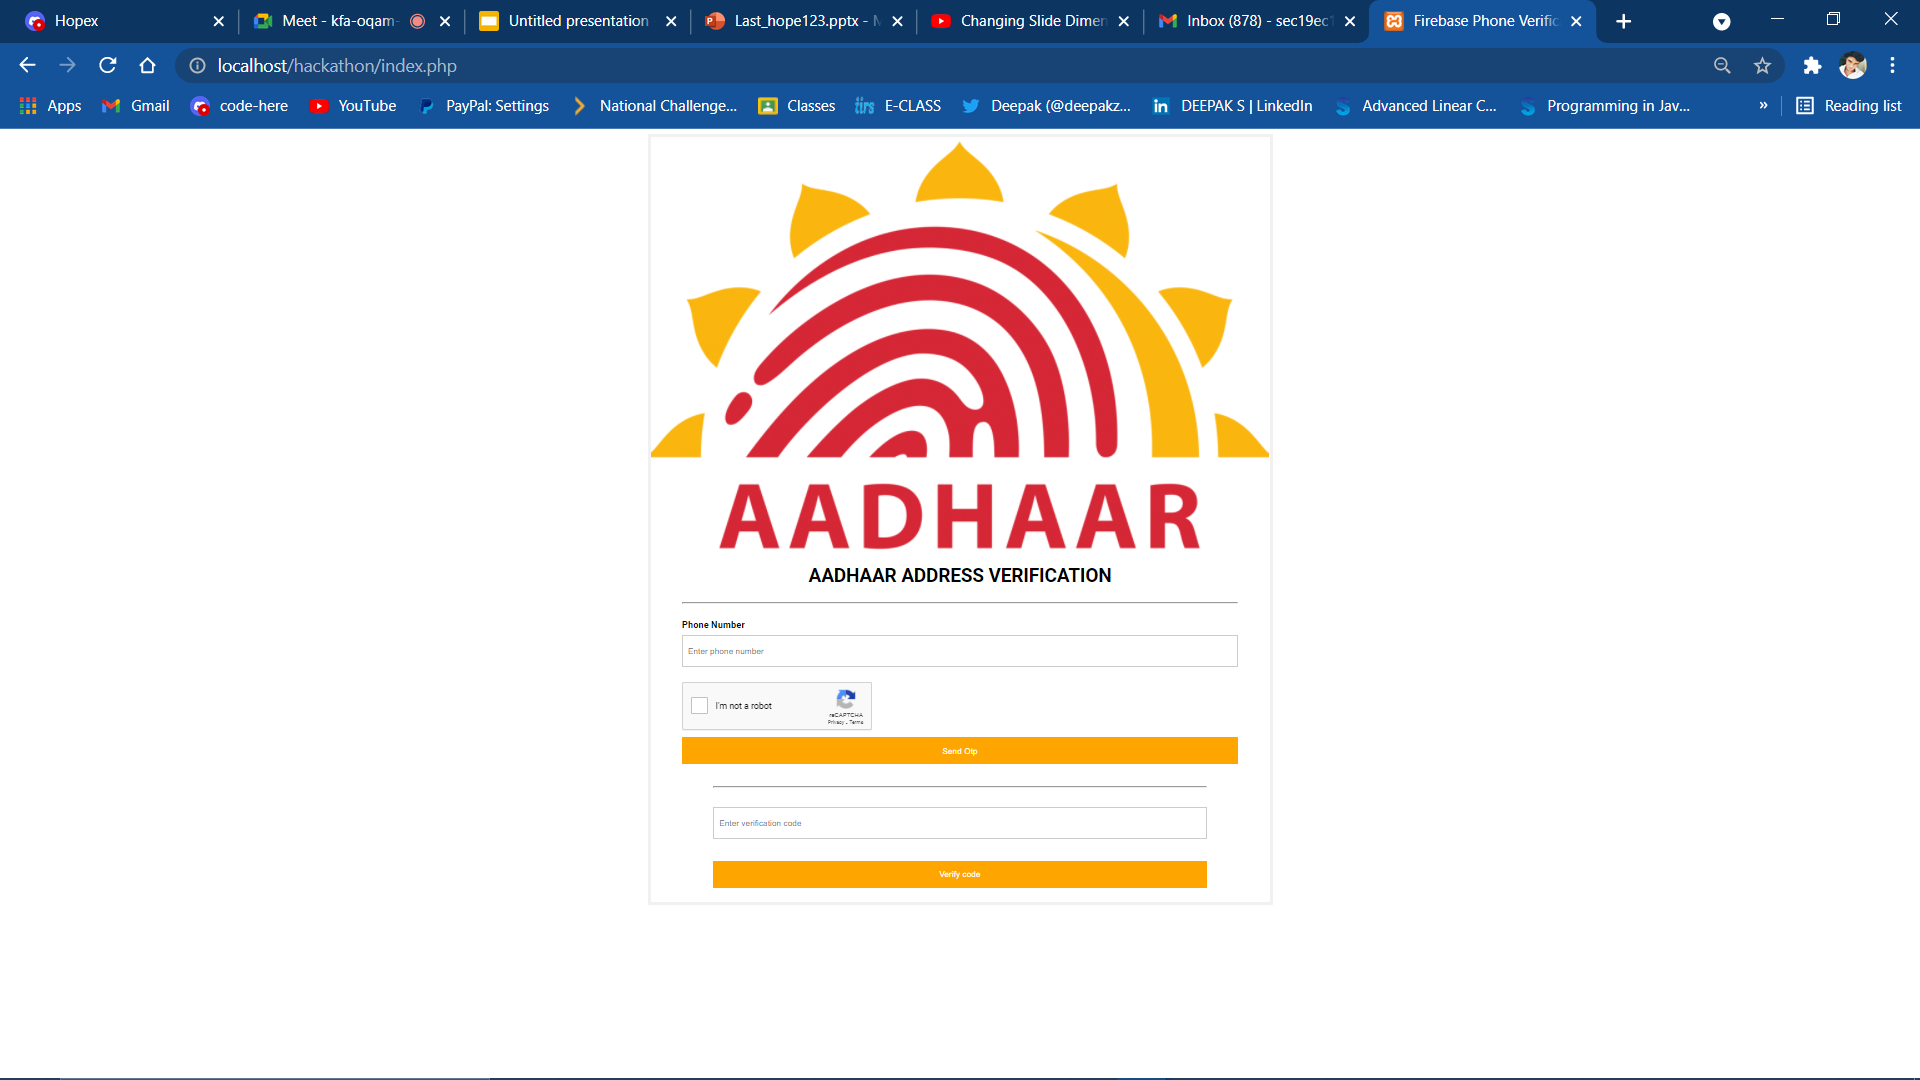 Hopex
Meet - kfa-oqam-
Untitled presentation
Last_hope123.pptx - M
Changing Slide Dimen
Inbox (878) - sec19ec1
Firebase Phone Verific
localhost/hackathon/index.php
Apps
Gmail
code-here
YouTube
PayPal: Settings
National Challenge...
Classes
E-CLASS
Deepak (@deepakz...
DEEPAK S | LinkedIn
Advanced Linear C...
Programming in Jav...
»
Reading list
AADHAAR
AADHAAR ADDRESS VERIFICATION
Phone Number
Enter phone number
I'm not a robot
reCAPTCHA
Privacy - Terms
Send Otp
Enter verification code
Verify code